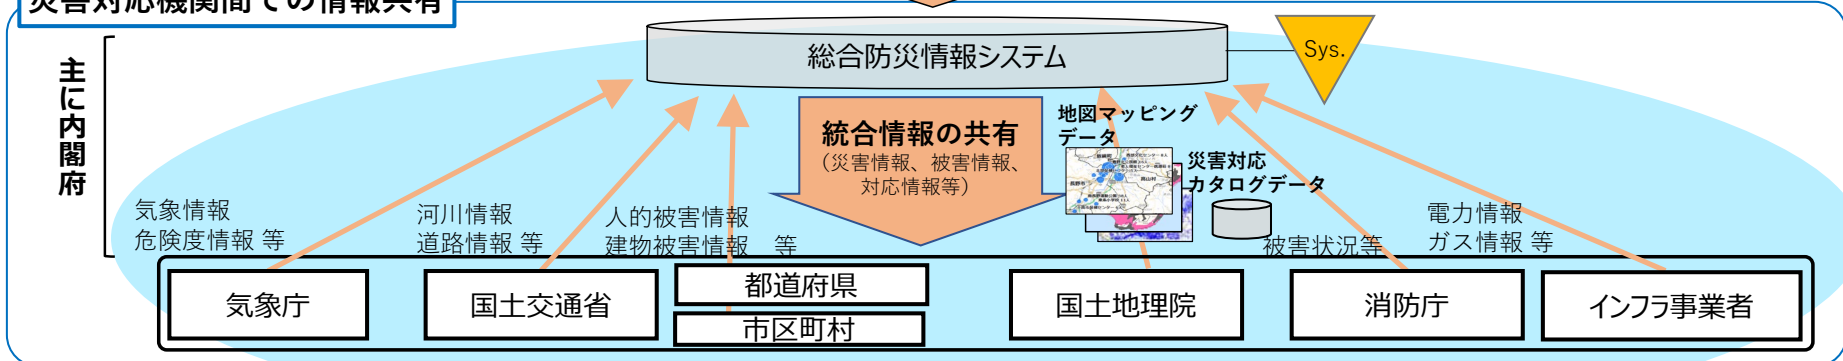 災害対応機関間での情報共有
主に内閣府
総合防災情報システム
Sys.
統合情報の共有
（災害情報、被害情報、
対応情報等）
地図マッピング
データ
災害対応
カタログデータ
気象情報
危険度情報 等
河川情報
道路情報 等
人的被害情報
建物被害情報　等
被害状況等
電力情報
ガス情報 等
気象庁
国土交通省
都道府県
市区町村
国土地理院
消防庁
インフラ事業者